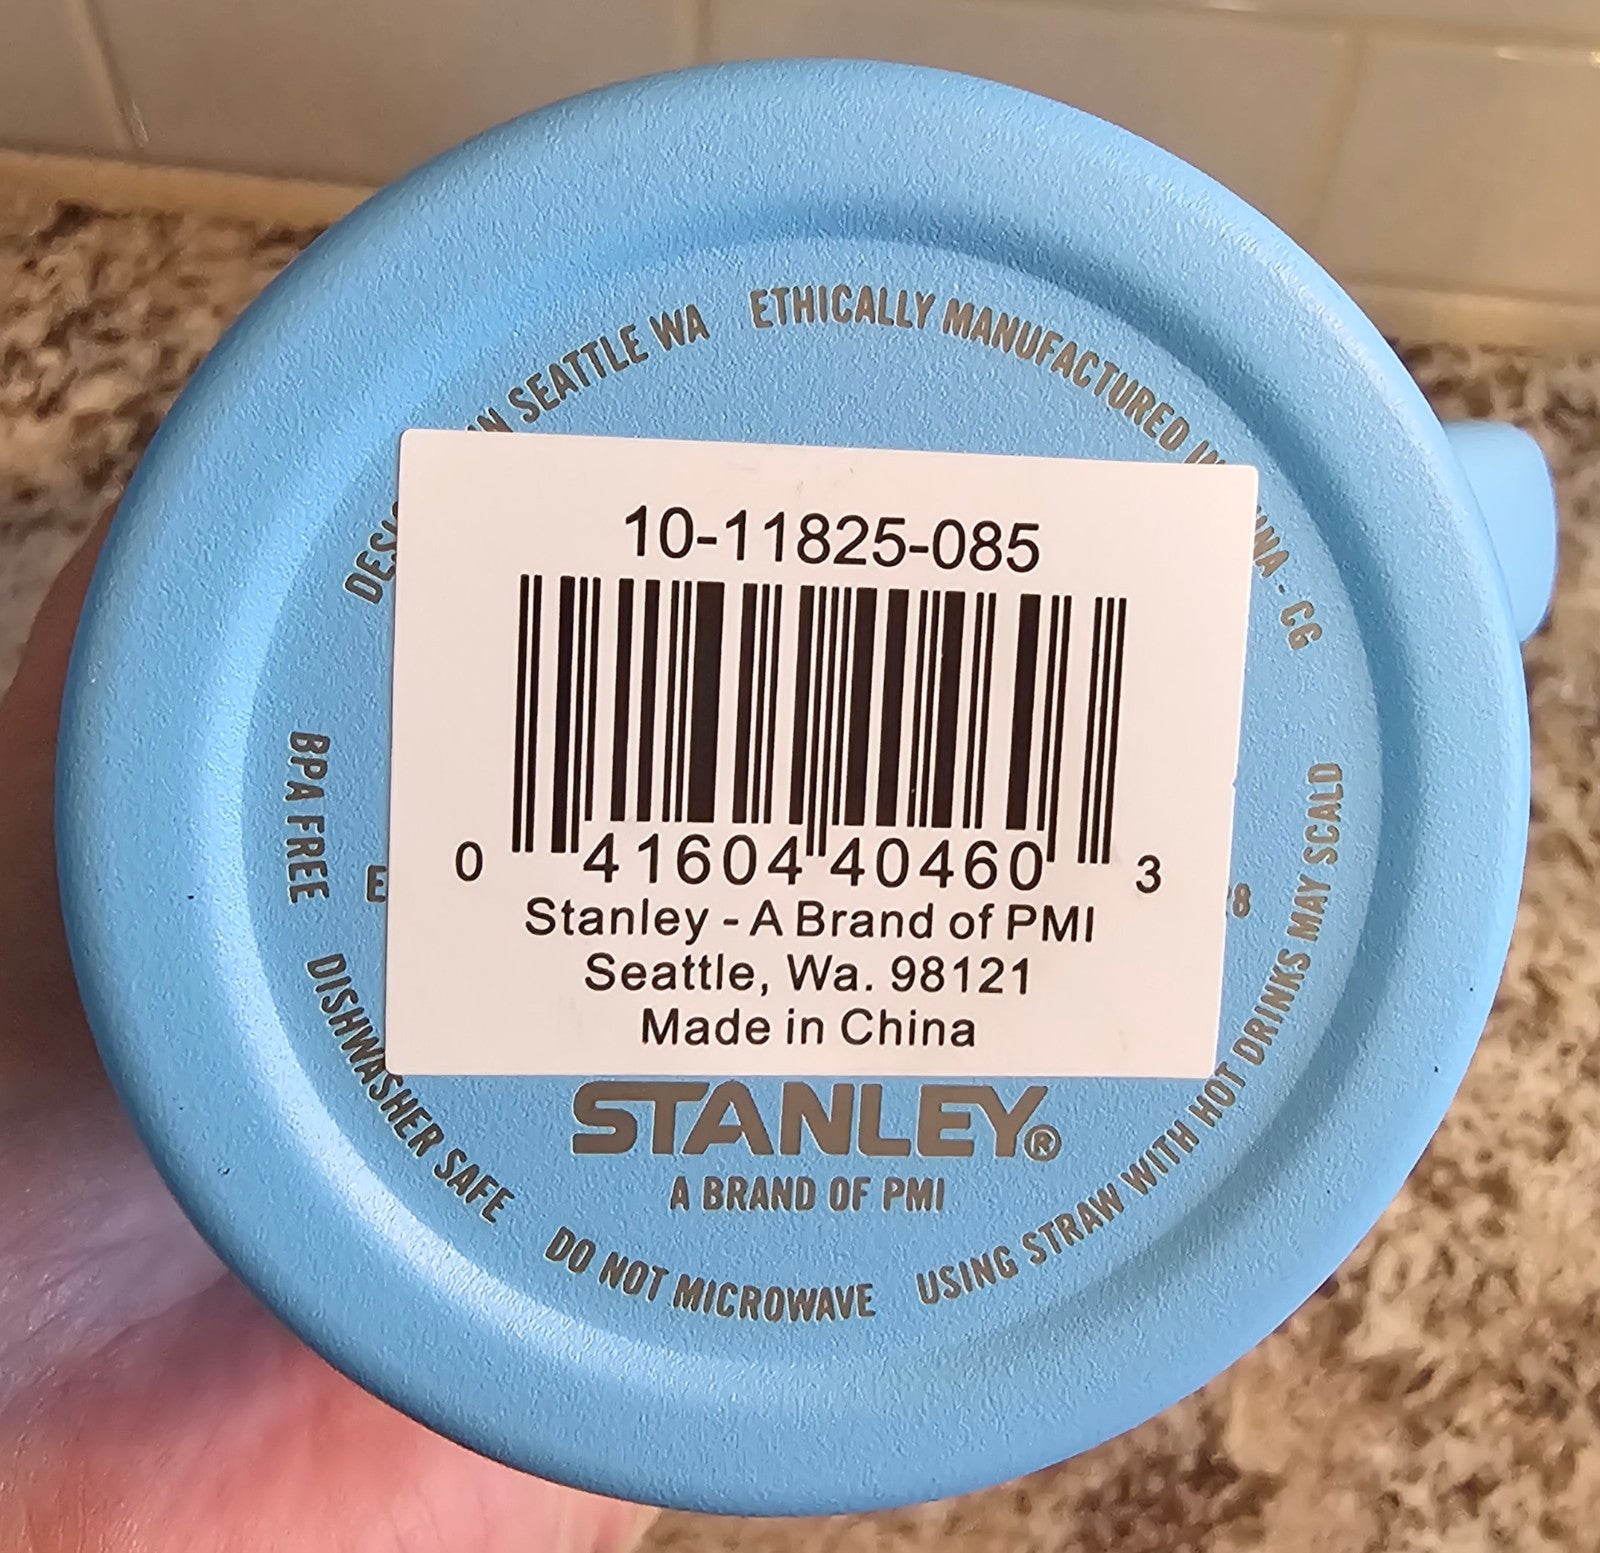 IN SEATTLE WA
ETHICALLY MANUFACTURED
CG
10-11825-085
0 41604 40460 3
Stanley - A Brand of PMI
Seattle, Wa. 98121
Made in China
STANLEY®
A BRAND OF PMI
BPA FREE
DISHWASHER SAFE
DO NOT MICROWAVE
USING STRAW WITH HOT DRINKS MAY SCALD